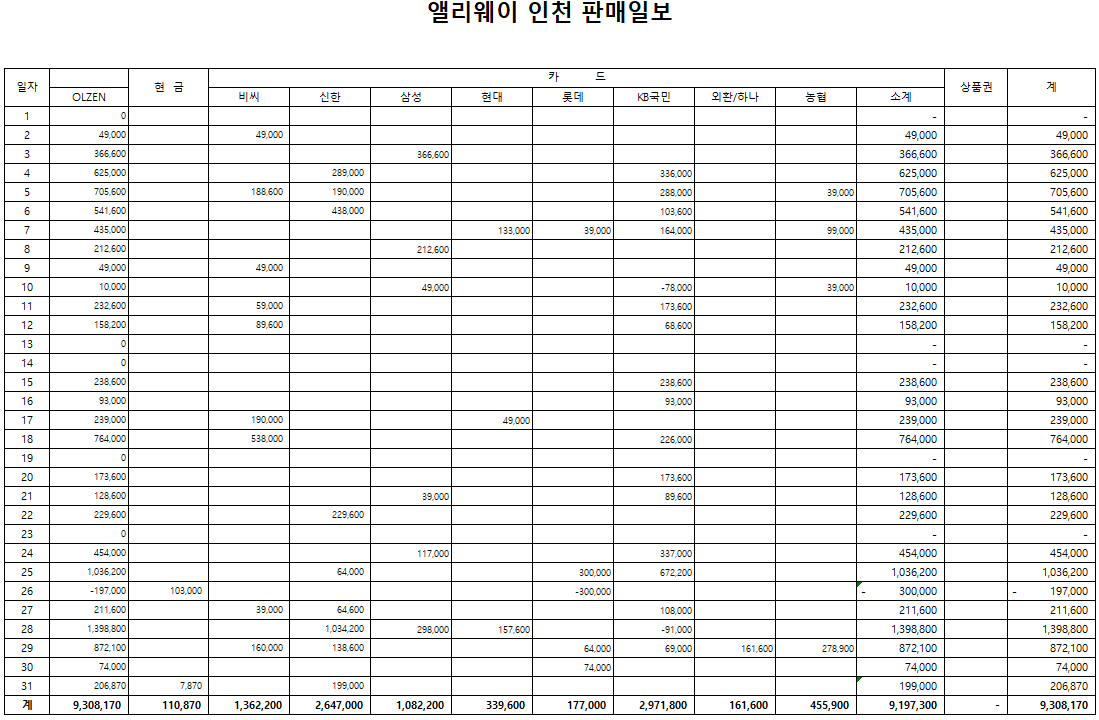 앨리웨이 인천 판매일보
일자 현 금 카 드 상품권 계
OLZEN 비씨 신한 삼성 현대 롯데 KB국민 외환/하나 농협 소계
1 0 - -
2 49,000 49,000 49,000 49,000
3 366,600 366,600 366,600 366,600
4 625,000 289,000 336,000 625,000 625,000
5 705,600 188,600 190,000 288,000 39,000 705,600 705,600
6 541,600 438,000 103,600 541,600 541,600
7 435,000 133,000 39,000 164,000 99,000 435,000 435,000
8 212,600 212,600 212,600 212,600
9 49,000 49,000 49,000 49,000
10 10,000 49,000 -78,000 39,000 10,000 10,000
11 232,600 59,000 173,600 232,600 232,600
12 158,200 89,600 68,600 158,200 158,200
13 0 - -
14 0 - -
15 238,600 238,600 238,600 238,600
16 93,000 93,000 93,000 93,000
17 239,000 190,000 49,000 239,000 239,000
18 764,000 538,000 226,000 764,000 764,000
19 0 - -
20 173,600 173,600 173,600 173,600
21 128,600 39,000 89,600 128,600 128,600
22 229,600 229,600 229,600 229,600
23 0 - -
24 454,000 117,000 337,000 454,000 454,000
25 1,036,200 64,000 300,000 672,200 1,036,200 1,036,200
26 -197,000 103,000 -300,000 - 300,000 - 197,000
27 211,600 39,000 64,600 108,000 211,600 211,600
28 1,398,800 1,034,200 298,000 157,600 -91,000 1,398,800 1,398,800
29 872,100 160,000 138,600 64,000 69,000 161,600 278,900 872,100 872,100
30 74,000 74,000 74,000 74,000
31 206,870 7,870 199,000 199,000 206,870
계 9,308,170 110,870 1,362,200 2,647,000 1,082,200 339,600 177,000 2,971,800 161,600 455,900 9,197,300 - 9,308,170